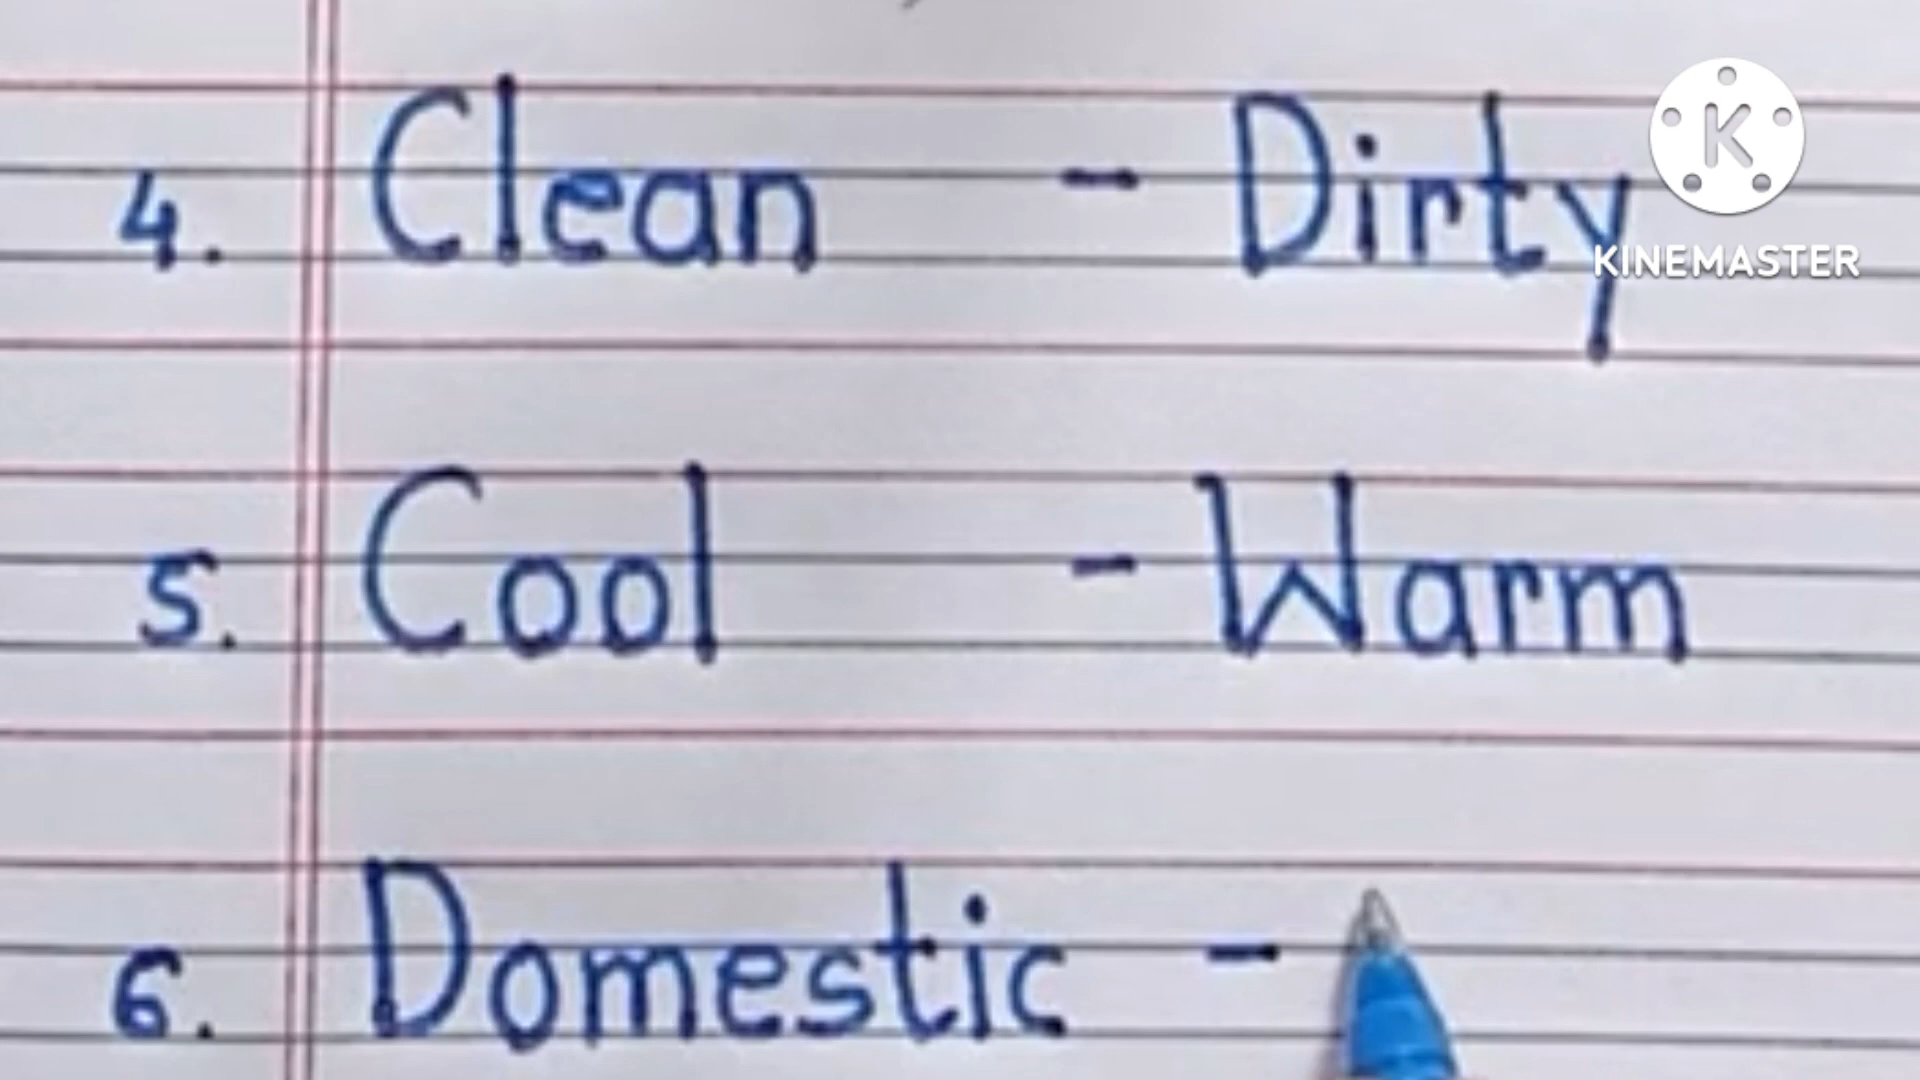 4. Clean - Dirty
K
KINEMASTER
5. Cool - Warm
6. Domestic -